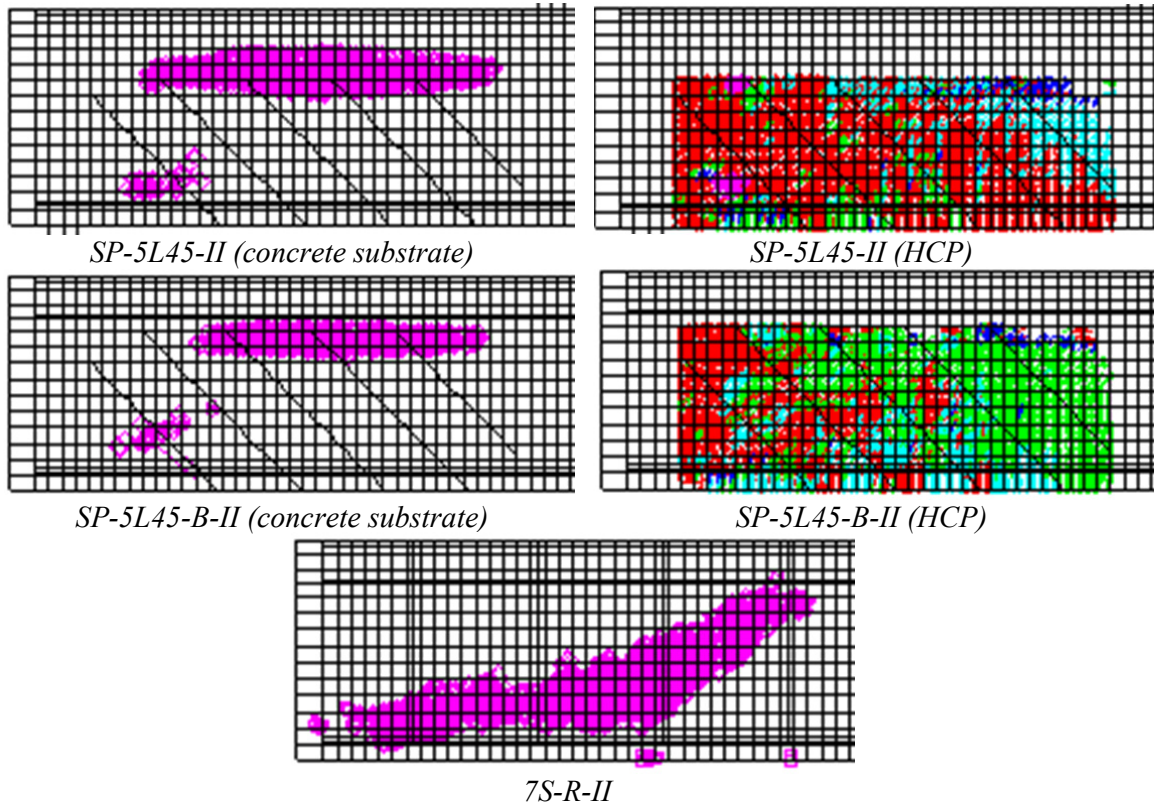 SP-5L45-II (concrete substrate)
SP-5L45-II (HCP)
SP-5L45-B-II (concrete substrate)
SP-5L45-B-II (HCP)
7S-R-II